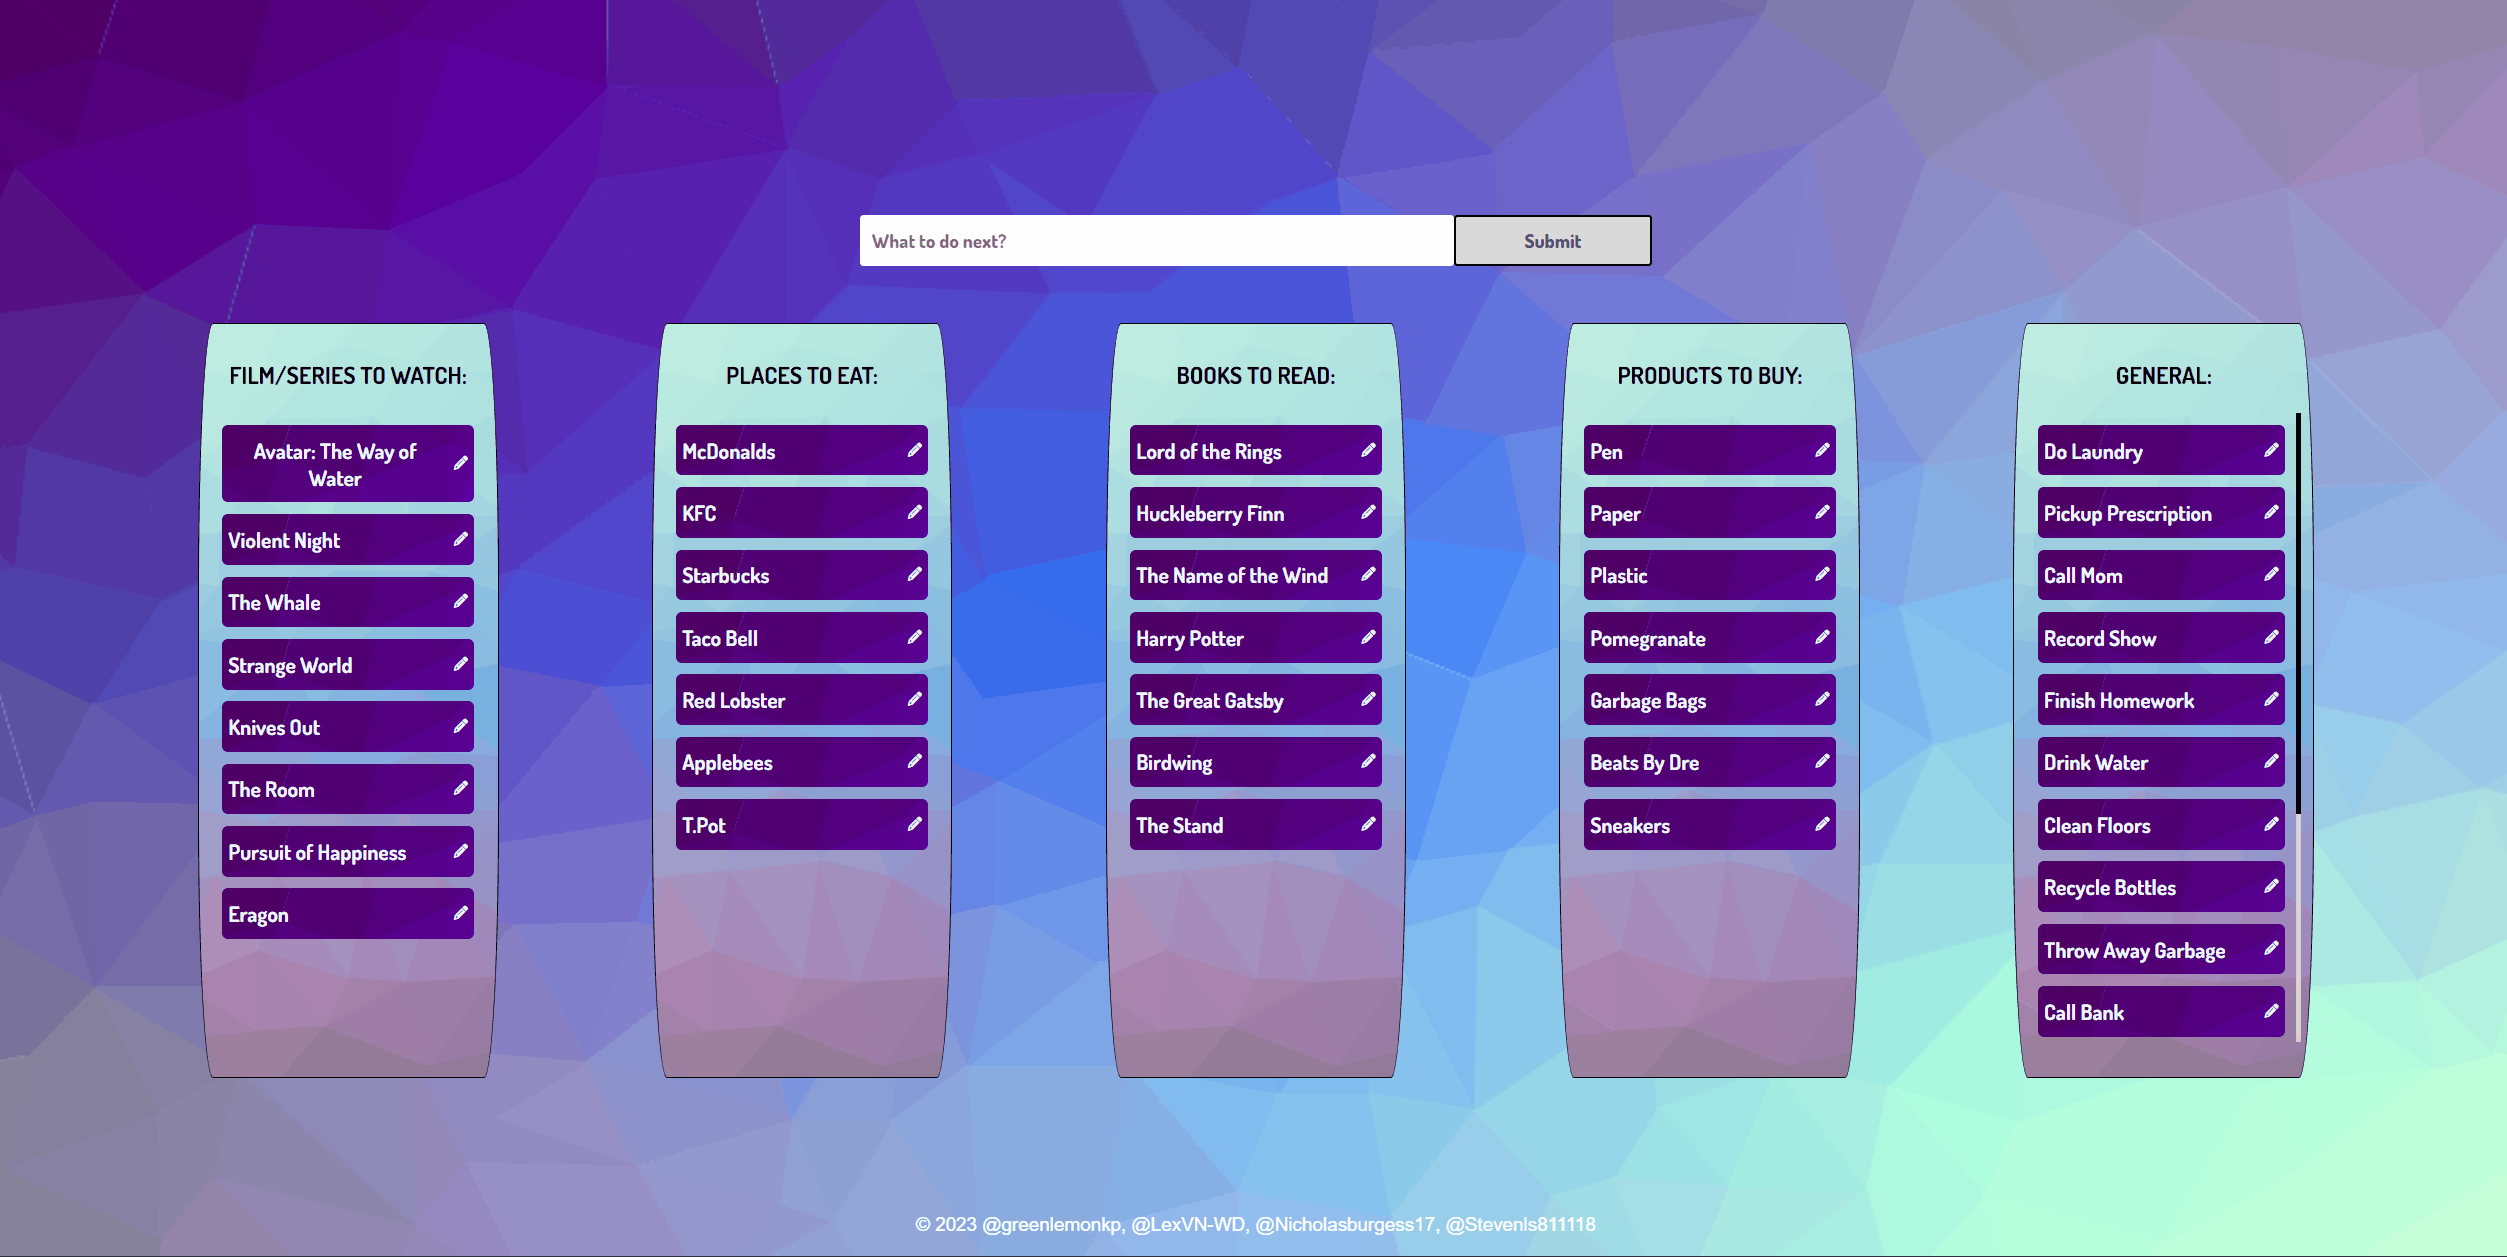 What to do next?
Submit
FILM/SERIES TO WATCH:
Avatar: The Way of
Water
Violent Night
The Whale
Strange World
Knives Out
The Room
Pursuit of Happiness
Eragon
PLACES TO EAT:
McDonalds
KFC
Starbucks
Taco Bell
Red Lobster
Applebees
T.Pot
BOOKS TO READ:
Lord of the Rings
Huckleberry Finn
The Name of the Wind
Harry Potter
The Great Gatsby
Birdwing
The Stand
PRODUCTS TO BUY:
Pen
Paper
Plastic
Pomegranate
Garbage Bags
Beats By Dre
Sneakers
GENERAL:
Do Laundry
Pickup Prescription
Call Mom
Record Show
Finish Homework
Drink Water
Clean Floors
Recycle Bottles
Throw Away Garbage
Call Bank
© 2023 @greenlemonkp, @LexVN-WD, @Nicholasburgess17, @Stevenls811118